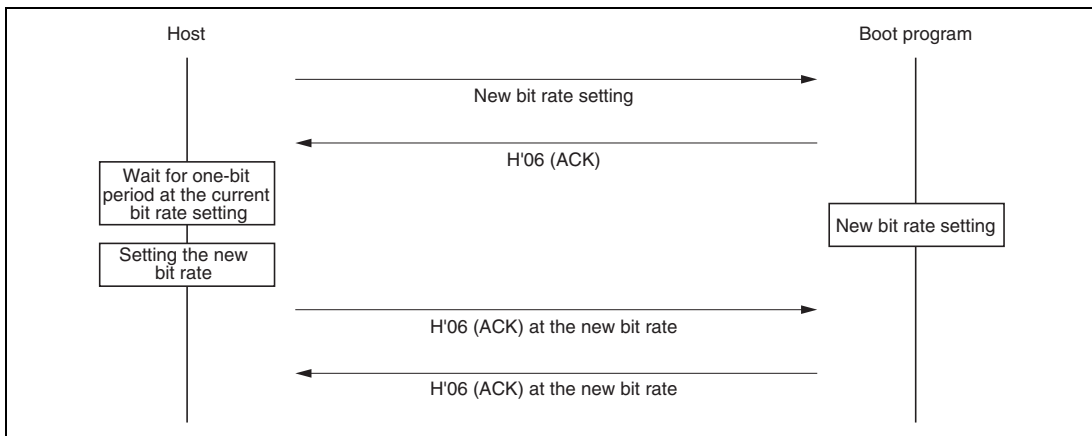 Host
Boot program
New bit rate setting
H'06 (ACK)
Wait for one-bit
period at the current
bit rate setting
New bit rate setting
Setting the new
bit rate
H'06 (ACK) at the new bit rate
H'06 (ACK) at the new bit rate